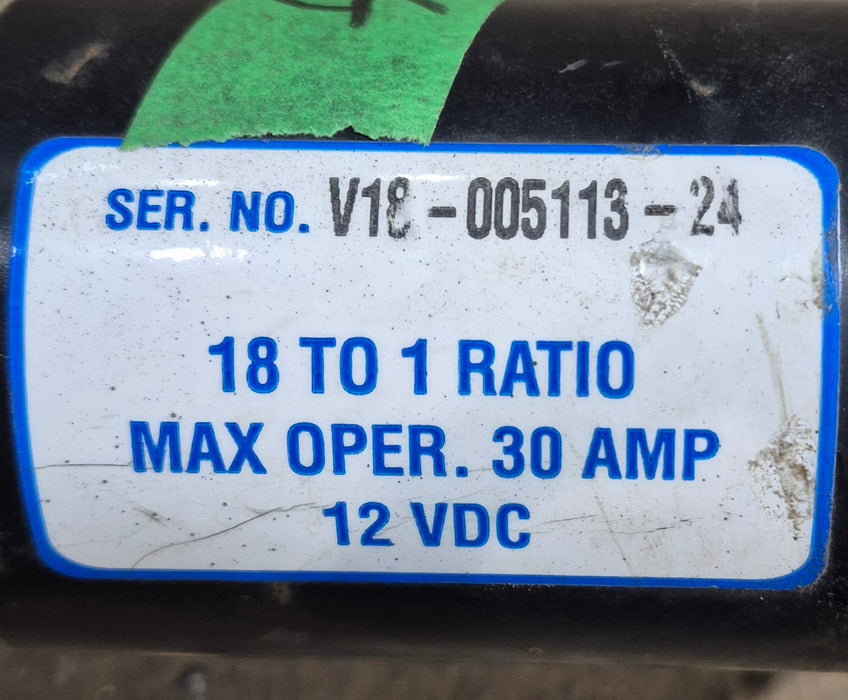 SER. NO. V18-005113-24
18 TO 1 RATIO
MAX OPER. 30 AMP
12 VDC